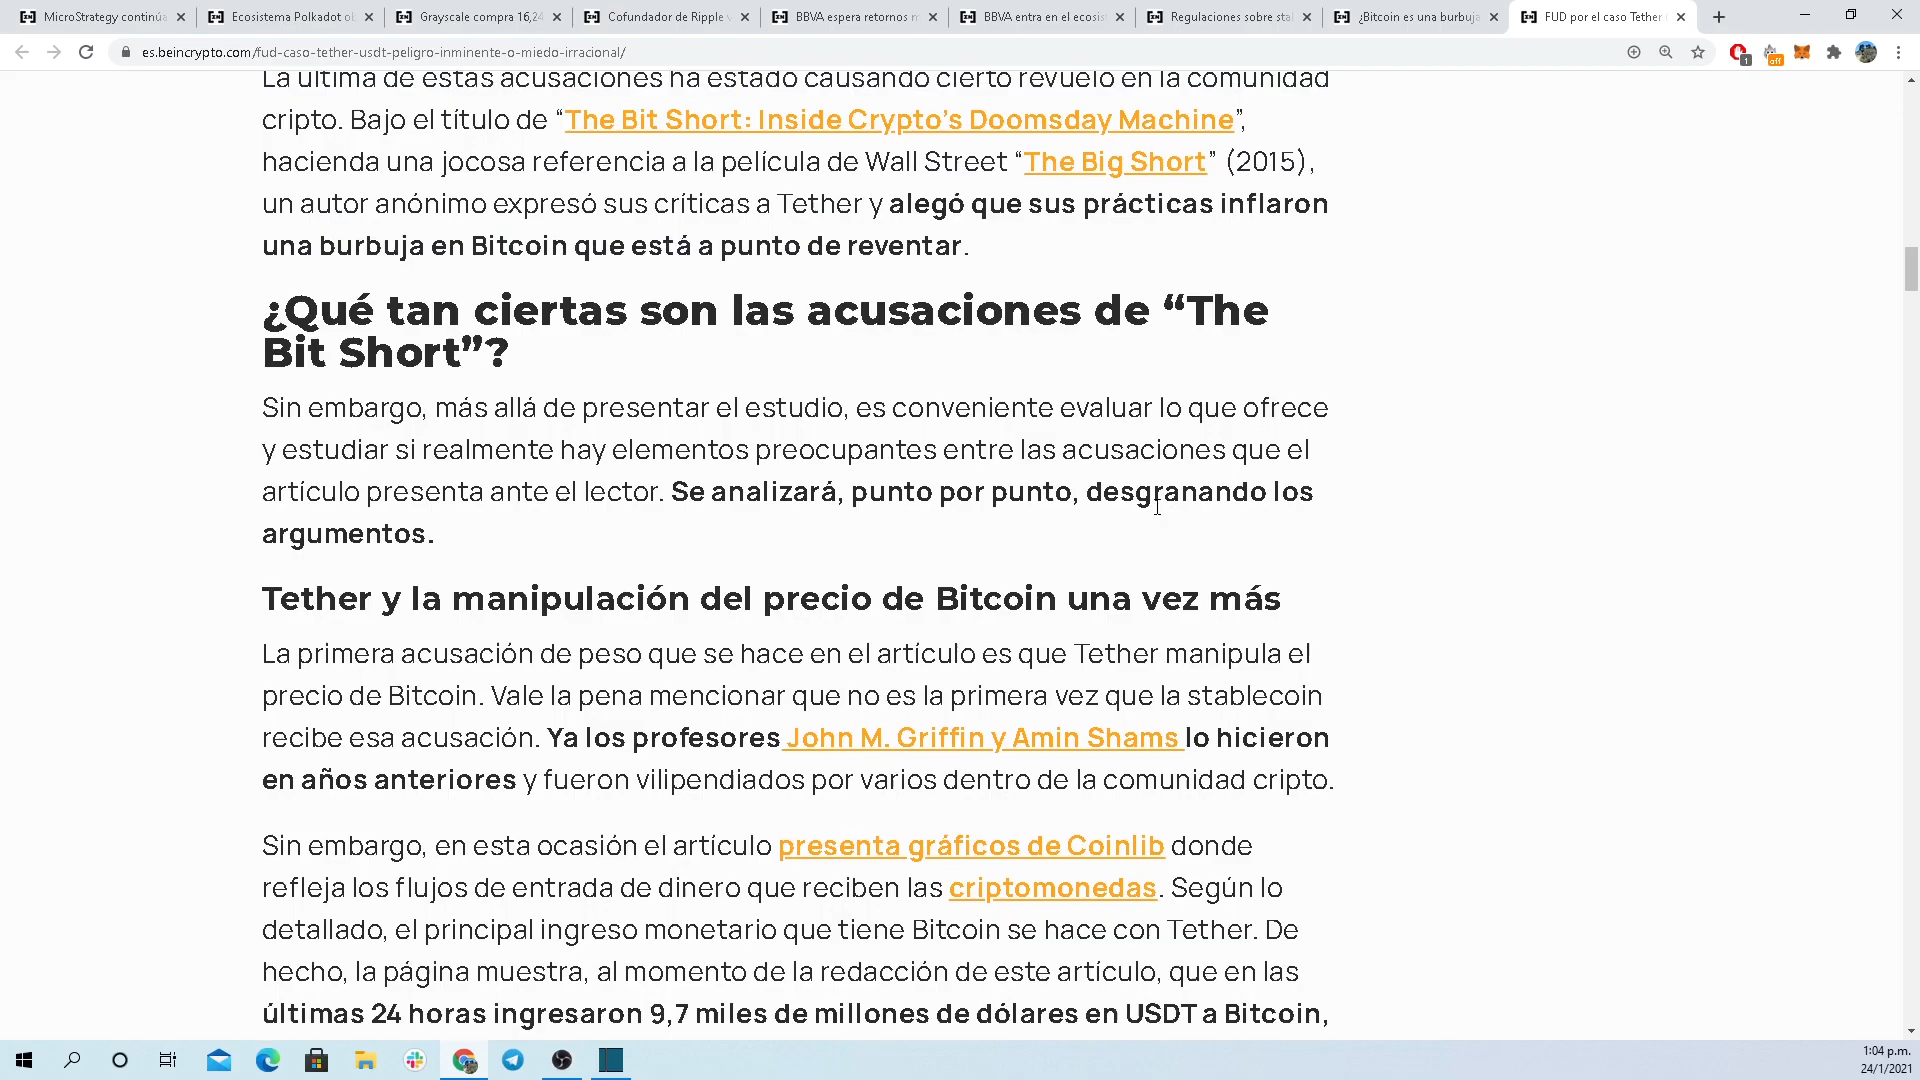 MicroStrategy continúa
Ecosistema Polkadot ob
Grayscale compra 16,24
Cofundador de Ripple v
BBVA espera retornos m
BBVA entra en el ecosist
Regulaciones sobre stab
¿Bitcoin es una burbuja
FUD por el caso Tether
es.beincrypto.com/fud-caso-tether-usdt-peligro-inminente-o-miedo-irracional/
1
off
La última de estas acusaciones ha estado causando cierto revuelo en la comunidad
cripto. Bajo el título de “The Bit Short: Inside Crypto’s Doomsday Machine”,
hacienda una jocosa referencia a la película de Wall Street “The Big Short” (2015),
un autor anónimo expresó sus críticas a Tether y alegó que sus prácticas inflaron
una burbuja en Bitcoin que está a punto de reventar.
¿Qué tan ciertas son las acusaciones de “The
Bit Short”?
Sin embargo, más allá de presentar el estudio, es conveniente evaluar lo que ofrece
y estudiar si realmente hay elementos preocupantes entre las acusaciones que el
artículo presenta ante el lector. Se analizará, punto por punto, desgranando los
argumentos.
Tether y la manipulación del precio de Bitcoin una vez más
La primera acusación de peso que se hace en el artículo es que Tether manipula el
precio de Bitcoin. Vale la pena mencionar que no es la primera vez que la stablecoin
recibe esa acusación. Ya los profesores John M. Griffin y Amin Shams lo hicieron
en años anteriores y fueron vilipendiados por varios dentro de la comunidad cripto.
Sin embargo, en esta ocasión el artículo presenta gráficos de Coinlib donde
refleja los flujos de entrada de dinero que reciben las criptomonedas. Según lo
detallado, el principal ingreso monetario que tiene Bitcoin se hace con Tether. De
hecho, la página muestra, al momento de la redacción de este artículo, que en las
últimas 24 horas ingresaron 9,7 miles de millones de dólares en USDT a Bitcoin,
1:04 p.m.
24/1/2021